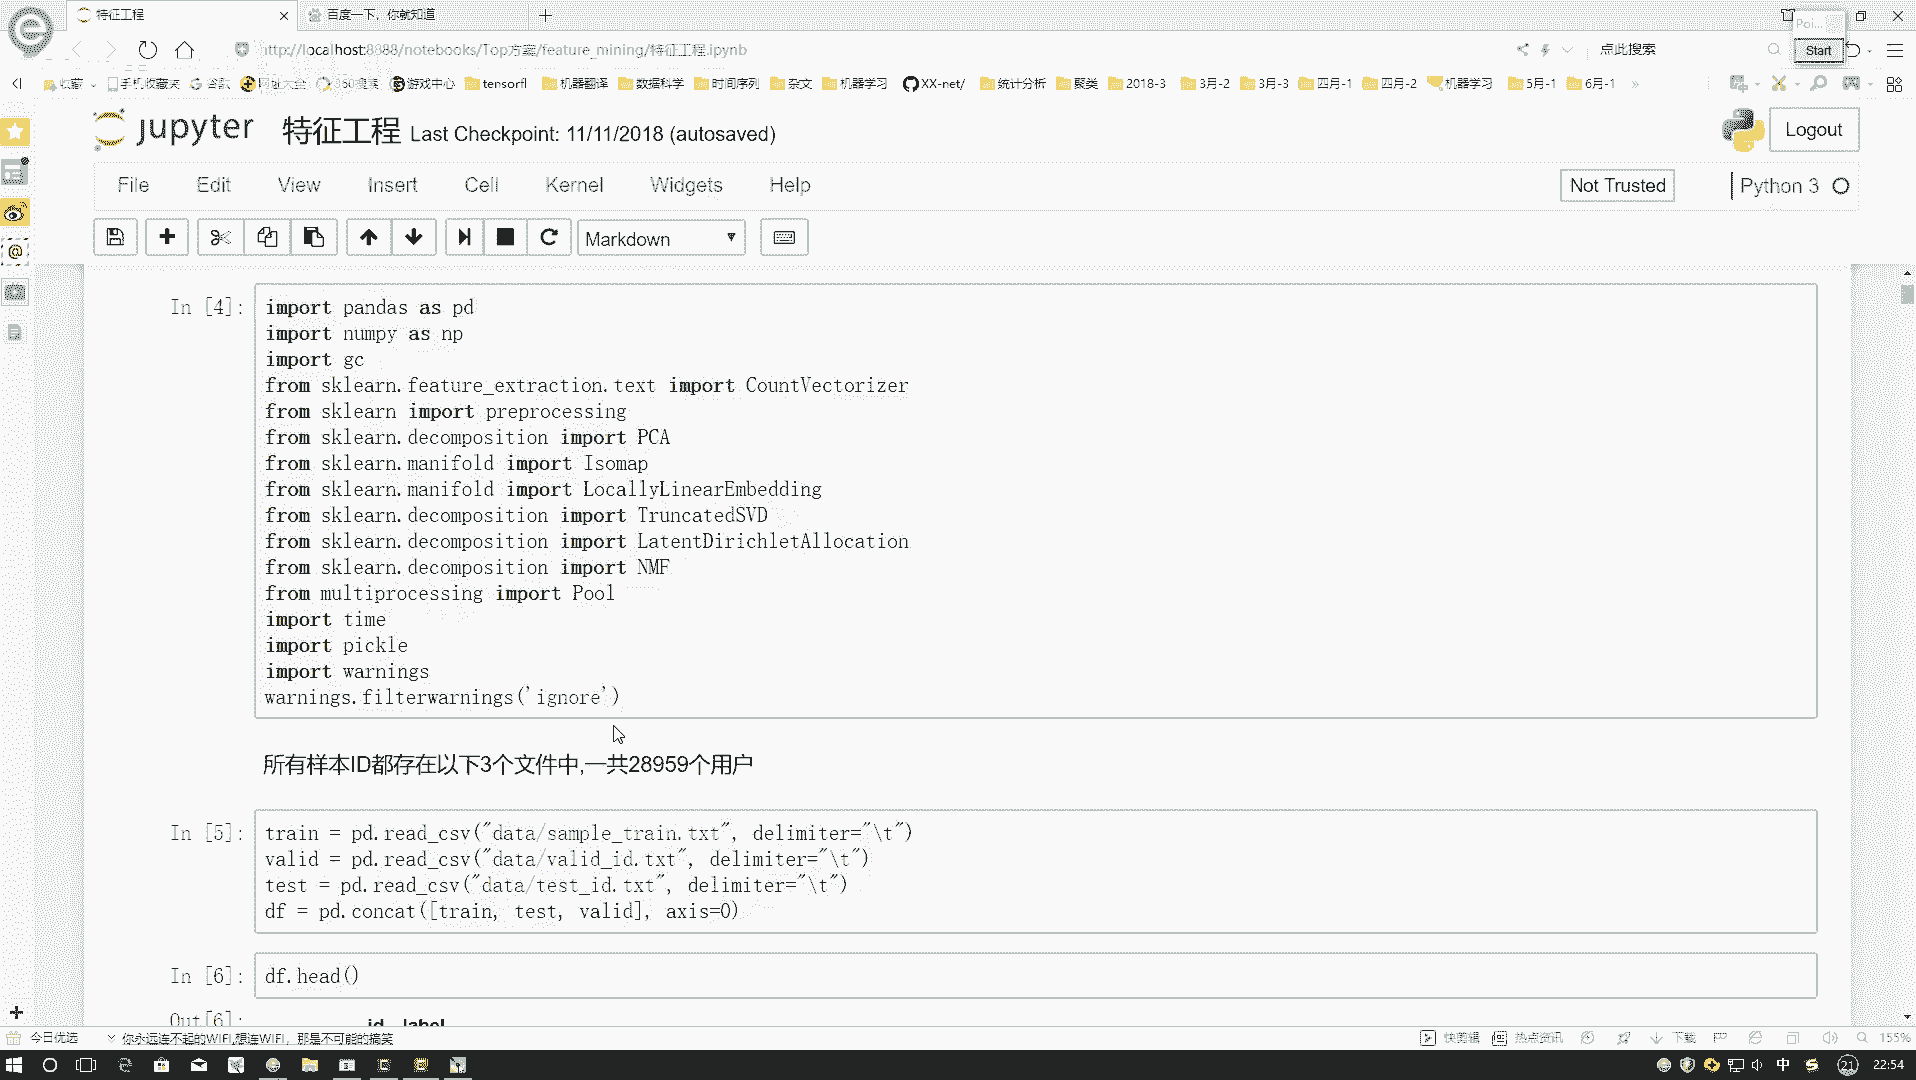 特征工程
百度一下，你就知道
http://localhost:8888/notebooks/Top方案/feature_mining/特征工程.ipynb
点此搜索
Start
收藏
手机收藏夹
谷歌
网址大全
360搜索
游戏中心
tensorfl
机器翻译
数据科学
时间序列
杂文
机器学习
XX-net/
统计分析
聚类
2018-3
3月-2
3月-3
四月-1
四月-2
机器学习
5月-1
6月-1
jupyter 特征工程 Last Checkpoint: 11/11/2018 (autosaved)
Logout
File Edit View Insert Cell Kernel Widgets Help
Not Trusted
Python 3
Markdown
In [4]:
import pandas as pd
import numpy as np
import gc
from sklearn.feature_extraction.text import CountVectorizer
from sklearn import preprocessing
from sklearn.decomposition import PCA
from sklearn.manifold import Isomap
from sklearn.manifold import LocallyLinearEmbedding
from sklearn.decomposition import TruncatedSVD
from sklearn.decomposition import LatentDirichletAllocation
from sklearn.decomposition import NMF
from multiprocessing import Pool
import time
import pickle
import warnings
warnings.filterwarnings('ignore')
所有样本ID都存在以下3个文件中,一共28959个用户
In [5]:
train = pd.read_csv("data/sample_train.txt", delimiter="\t")
valid = pd.read_csv("data/valid_id.txt", delimiter="\t")
test = pd.read_csv("data/test_id.txt", delimiter="\t")
df = pd.concat([train, test, valid], axis=0)
In [6]:
df.head()
Out[6]:
id label
今日优选
你永远连不起的WIFI,想连WIFI，那是不可能的搞笑
快剪辑
热点资讯
下载
155%
中
21
22:54